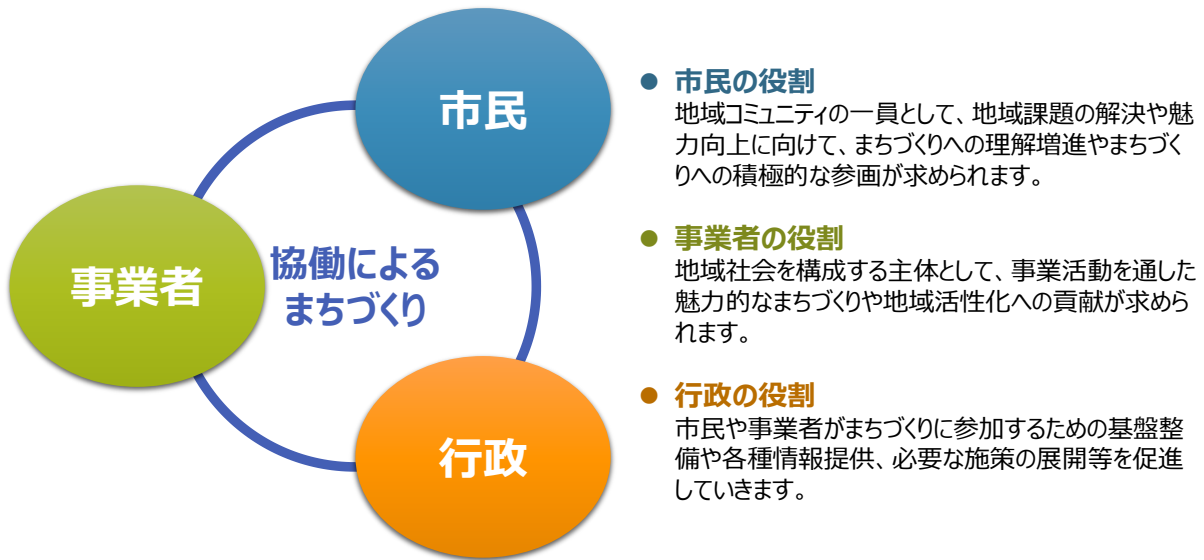 市民
事業者
協働による
まちづくり
行政
● 市民の役割
地域コミュニティの一員として、地域課題の解決や魅
力向上に向けて、まちづくりへの理解増進やまちづく
りへの積極的な参画が求められます。
● 事業者の役割
地域社会を構成する主体として、事業活動を通した
魅力的なまちづくりや地域活性化への貢献が求めら
れます。
● 行政の役割
市民や事業者がまちづくりに参加するための基盤整
備や各種情報提供、必要な施策の展開等を促進
していきます。